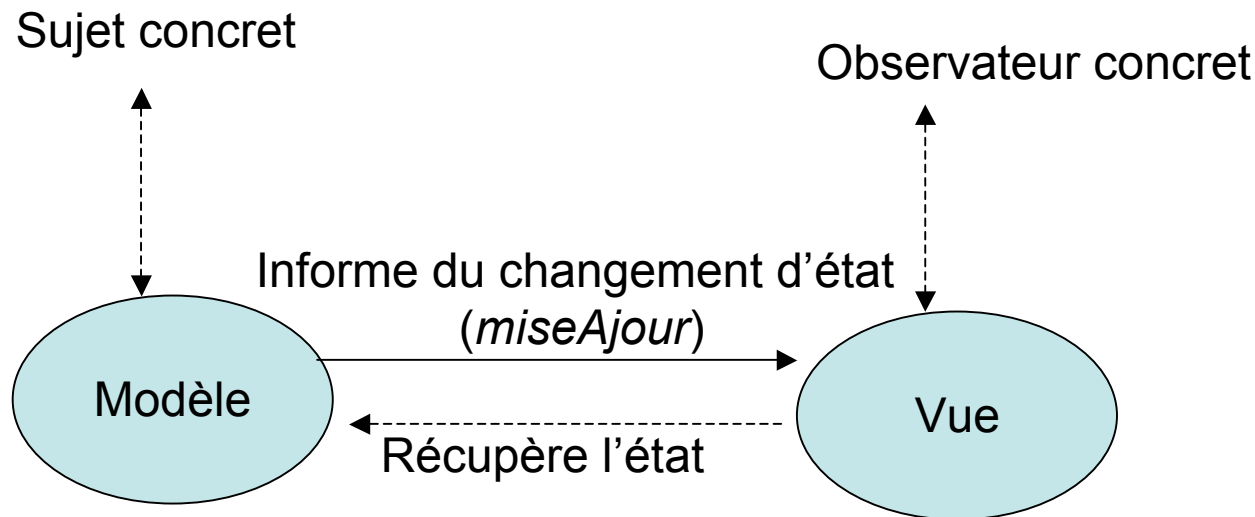 Sujet concret
Observateur concret
Informe du changement d’état
(miseAjour)
Modèle
Vue
Récupère l’état